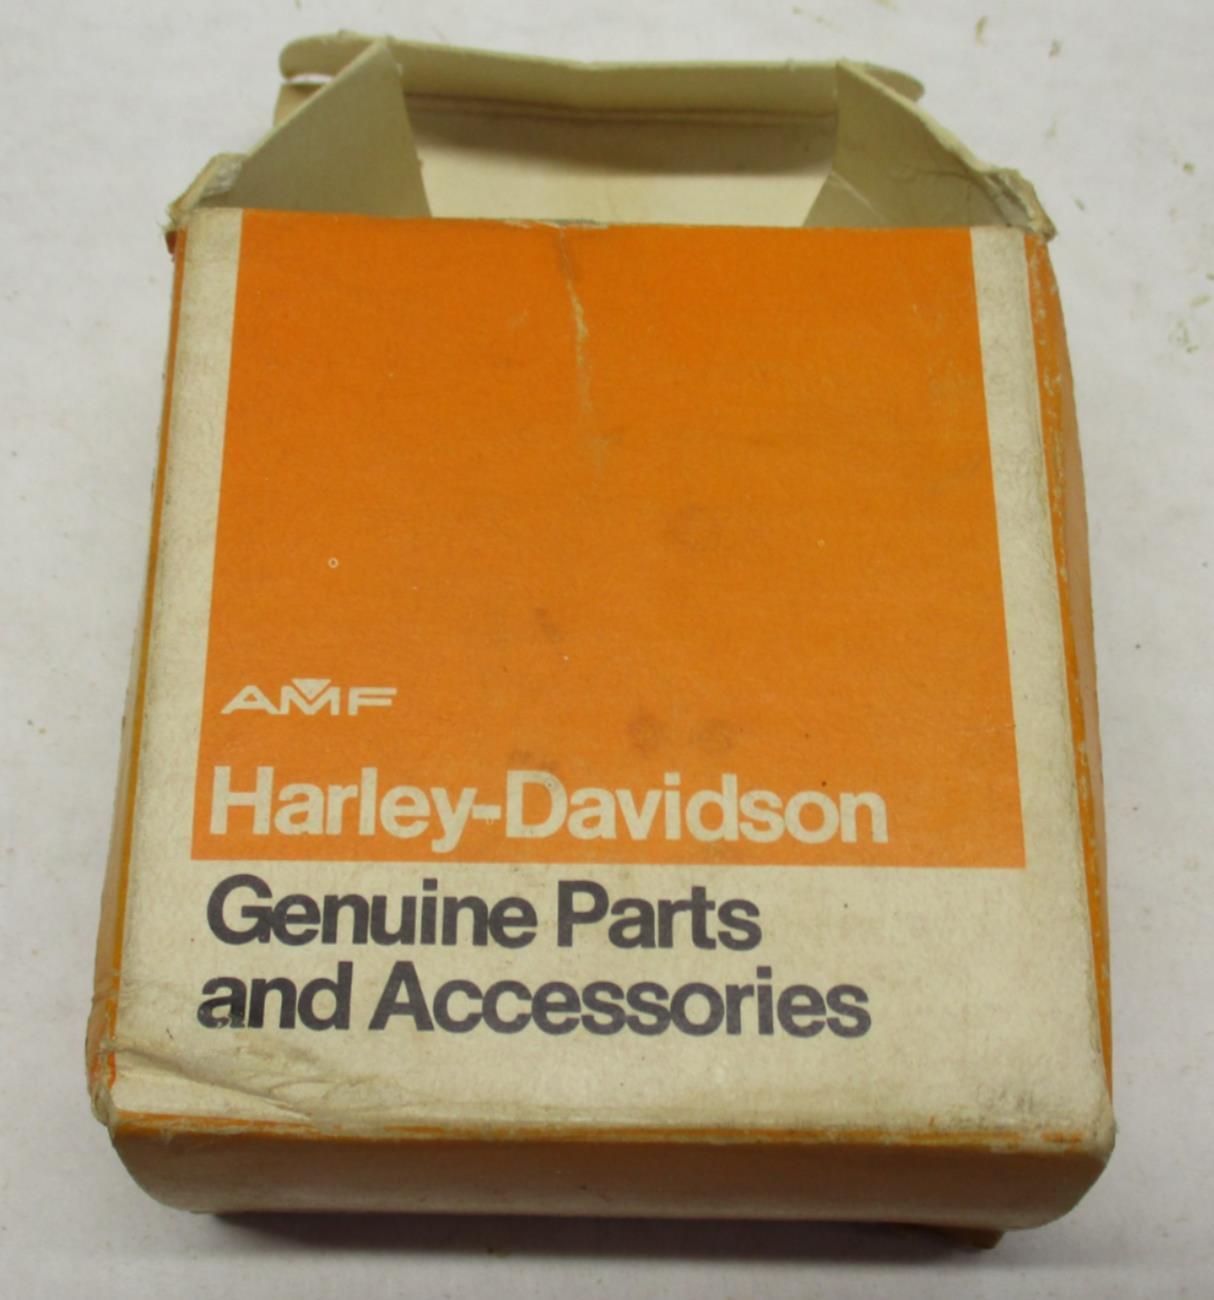 AMF
Harley-Davidson
Genuine Parts
and Accessories